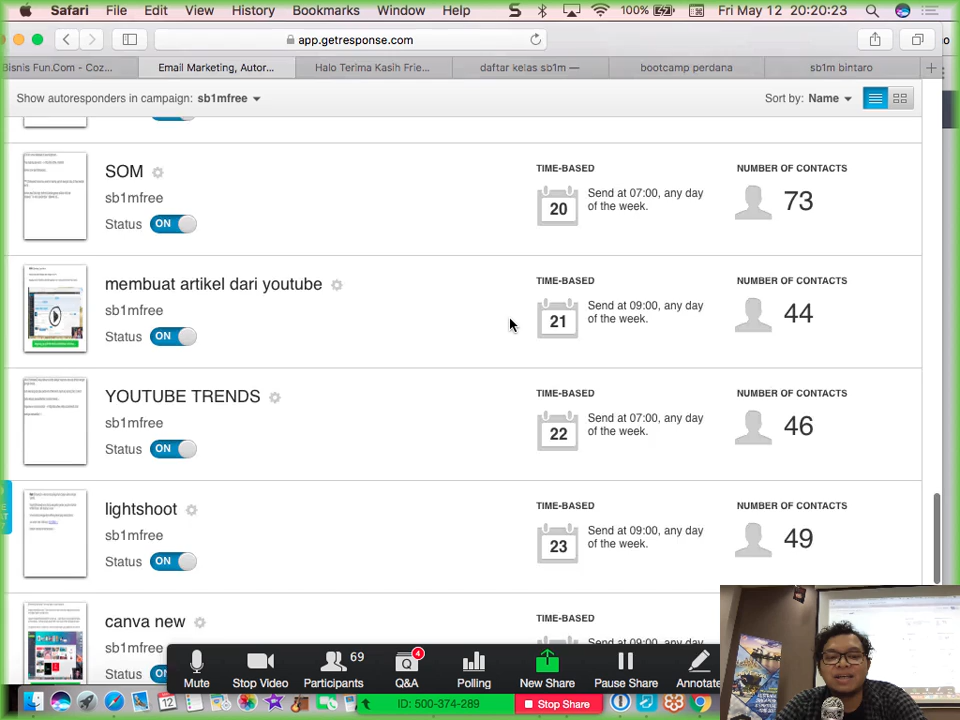 Safari File Edit View History Bookmarks Window Help 100% Fri May 12 20:20:23
app.getresponse.com
Bisnis Fun.Com - Coz... Email Marketing, Autor... Halo Terima Kasih Frie... daftar kelas sb1m — bootcamp perdana sb1m bintaro
Show autoresponders in campaign: sb1mfree Sort by: Name
SOM
sb1mfree
Status ON
TIME-BASED
20
Send at 07:00, any day
of the week.
NUMBER OF CONTACTS
73
membuat artikel dari youtube
sb1mfree
Status ON
TIME-BASED
21
Send at 09:00, any day
of the week.
NUMBER OF CONTACTS
44
YOUTUBE TRENDS
sb1mfree
Status ON
TIME-BASED
22
Send at 07:00, any day
of the week.
NUMBER OF CONTACTS
46
lightshoot
sb1mfree
Status ON
TIME-BASED
23
Send at 09:00, any day
of the week.
NUMBER OF CONTACTS
49
canva new
sb1mfree
Status
TIME-BASED
69
4
Mute Stop Video Participants Q&A Polling New Share Pause Share Annotate
12
ID: 500-374-289 Stop Share